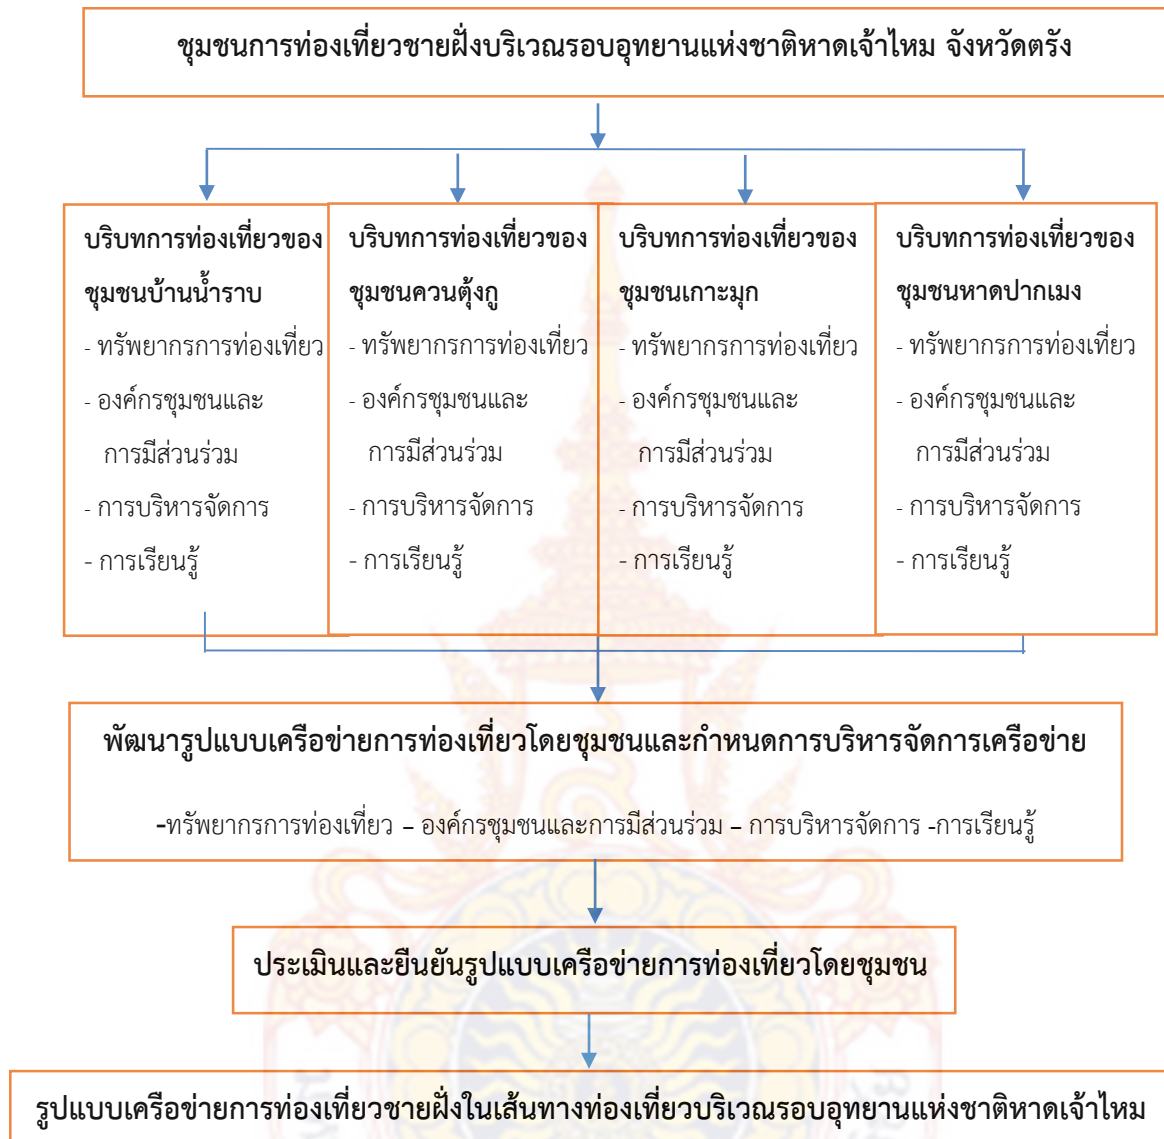 ชุมชนการท่องเที่ยวชายฝั่งบริเวณรอบอุทยานแห่งชาติหาดเจ้าไหม จังหวัดตรัง
บริบทการท่องเที่ยวของ
ชุมชนบ้านน้ำราบ
- ทรัพยากรการท่องเที่ยว
- องค์กรชุมชนและ
การมีส่วนร่วม
- การบริหารจัดการ
- การเรียนรู้
บริบทการท่องเที่ยวของ
ชุมชนควนตุ้งกู
- ทรัพยากรการท่องเที่ยว
- องค์กรชุมชนและ
การมีส่วนร่วม
- การบริหารจัดการ
- การเรียนรู้
บริบทการท่องเที่ยวของ
ชุมชนเกาะมุก
- ทรัพยากรการท่องเที่ยว
- องค์กรชุมชนและ
การมีส่วนร่วม
- การบริหารจัดการ
- การเรียนรู้
บริบทการท่องเที่ยวของ
ชุมชนหาดปากเมง
- ทรัพยากรการท่องเที่ยว
- องค์กรชุมชนและ
การมีส่วนร่วม
- การบริหารจัดการ
- การเรียนรู้
พัฒนารูปแบบเครือข่ายการท่องเที่ยวโดยชุมชนและกำหนดการบริหารจัดการเครือข่าย
-ทรัพยากรการท่องเที่ยว – องค์กรชุมชนและการมีส่วนร่วม – การบริหารจัดการ -การเรียนรู้
ประเมินและยืนยันรูปแบบเครือข่ายการท่องเที่ยวโดยชุมชน
รูปแบบเครือข่ายการท่องเที่ยวชายฝั่งในเส้นทางท่องเที่ยวบริเวณรอบอุทยานแห่งชาติหาดเจ้าไหม